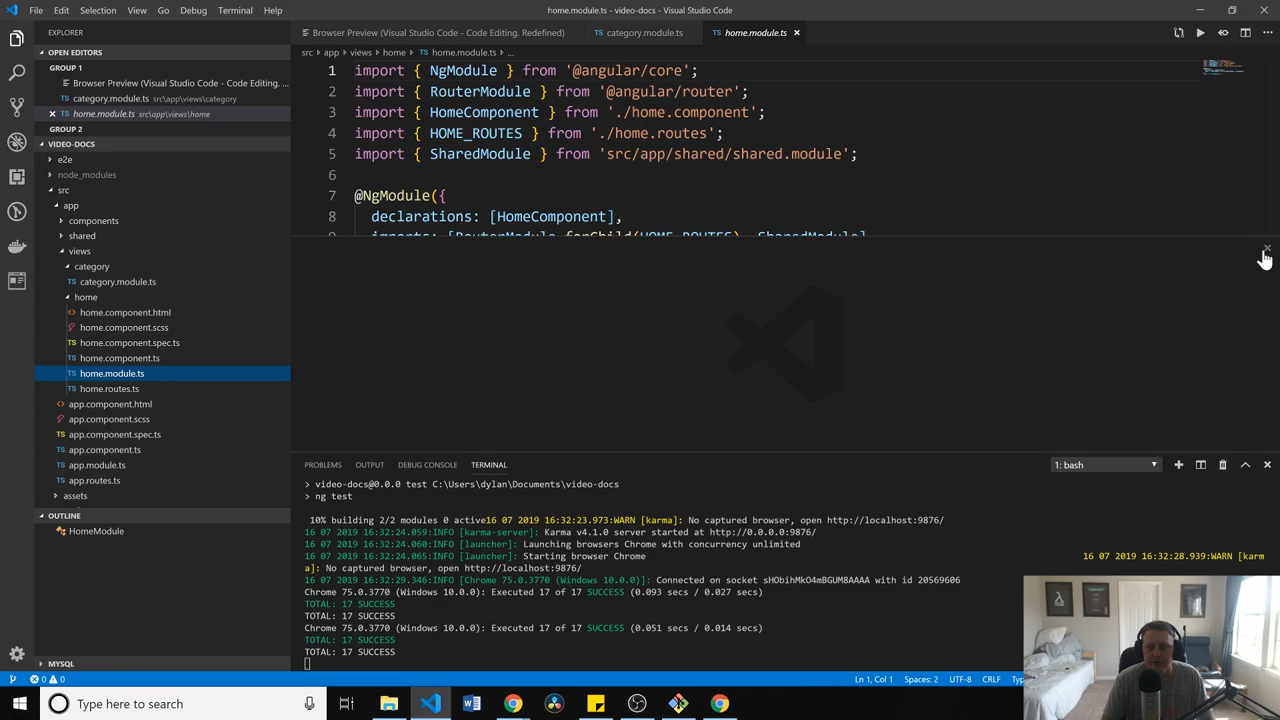 File Edit Selection View Go Debug Terminal Help
home.module.ts - video-docs - Visual Studio Code
EXPLORER
OPEN EDITORS
GROUP 1
Browser Preview (Visual Studio Code - Code Editing. ...
category.module.ts src\app\views\category
home.module.ts src\app\views\home
GROUP 2
VIDEO-DOCS
e2e
node_modules
src
app
components
shared
views
category
TS category.module.ts
home
<> home.component.html
home.component.scss
TS home.component.spec.ts
TS home.component.ts
TS home.module.ts
TS home.routes.ts
<> app.component.html
app.component.scss
TS app.component.spec.ts
TS app.component.ts
TS app.module.ts
TS app.routes.ts
assets
OUTLINE
HomeModule
MYSQL
Browser Preview (Visual Studio Code - Code Editing. Redefined)
TS category.module.ts
TS home.module.ts
src app views home TS home.module.ts ...
1 import { NgModule } from '@angular/core';
2 import { RouterModule } from '@angular/router';
3 import { HomeComponent } from './home.component';
4 import { HOME_ROUTES } from './home.routes';
5 import { SharedModule } from 'src/app/shared/shared.module';
6
7 @NgModule({
8 declarations: [HomeComponent],
9 imports: [RouterModule.forChild(HOME_ROUTES), SharedModule]
PROBLEMS OUTPUT DEBUG CONSOLE TERMINAL
1: bash
> video-docs@0.0.0 test C:\Users\dylan\Documents\video-docs
> ng test
10% building 2/2 modules 0 active16 07 2019 16:32:23.973:WARN [karma]: No captured browser, open http://localhost:9876/
16 07 2019 16:32:24.059:INFO [karma-server]: Karma v4.1.0 server started at http://0.0.0.0:9876/
16 07 2019 16:32:24.060:INFO [launcher]: Launching browsers Chrome with concurrency unlimited
16 07 2019 16:32:24.065:INFO [launcher]: Starting browser Chrome
16 07 2019 16:32:28.939:WARN [karm
a]: No captured browser, open http://localhost:9876/
16 07 2019 16:32:29.346:INFO [Chrome 75.0.3770 (Windows 10.0.0)]: Connected on socket sHObihMkO4mBGUM8AAAA with id 20569606
Chrome 75.0.3770 (Windows 10.0.0): Executed 17 of 17 SUCCESS (0.093 secs / 0.027 secs)
TOTAL: 17 SUCCESS
TOTAL: 17 SUCCESS
Chrome 75.0.3770 (Windows 10.0.0): Executed 17 of 17 SUCCESS (0.051 secs / 0.014 secs)
TOTAL: 17 SUCCESS
TOTAL: 17 SUCCESS
0 0 Ln 1, Col 1 Spaces: 2 UTF-8 CRLF
Type here to search